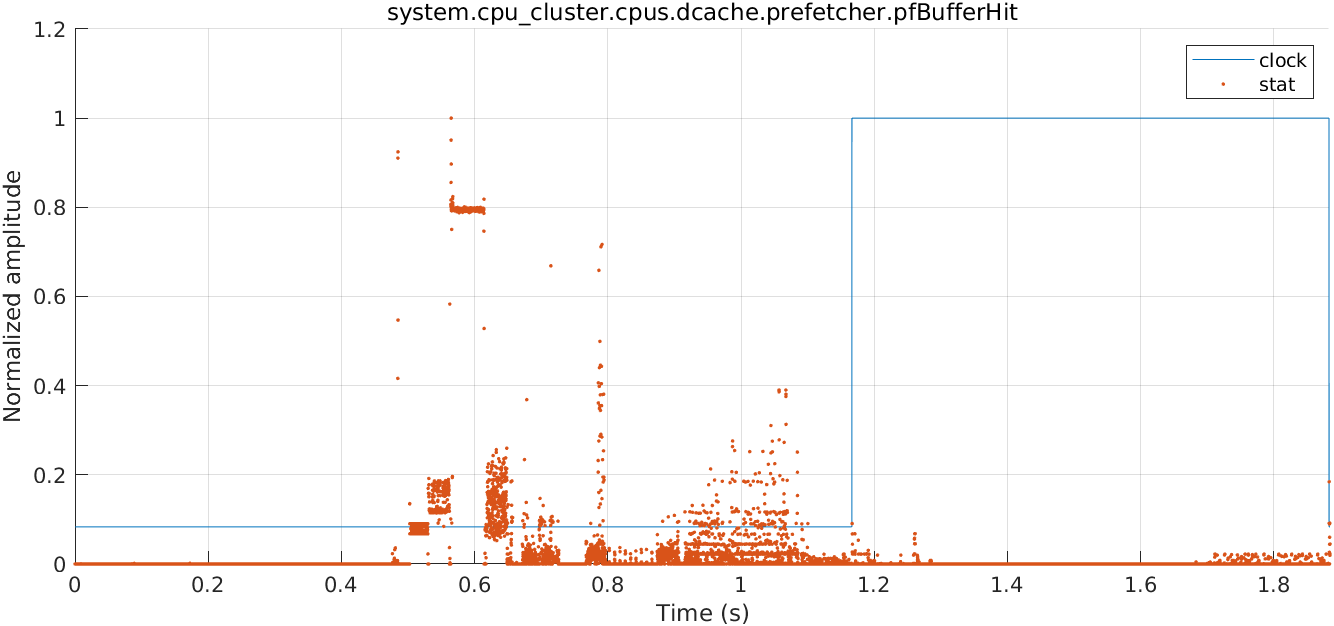 system.cpu_cluster.cpus.dcache.prefetcher.pfBufferHit
clock
stat
Normalized amplitude
1.2
1
0.8
0.6
0.4
0.2
0
0 0.2 0.4 0.6 0.8 1 1.2 1.4 1.6 1.8
Time (s)